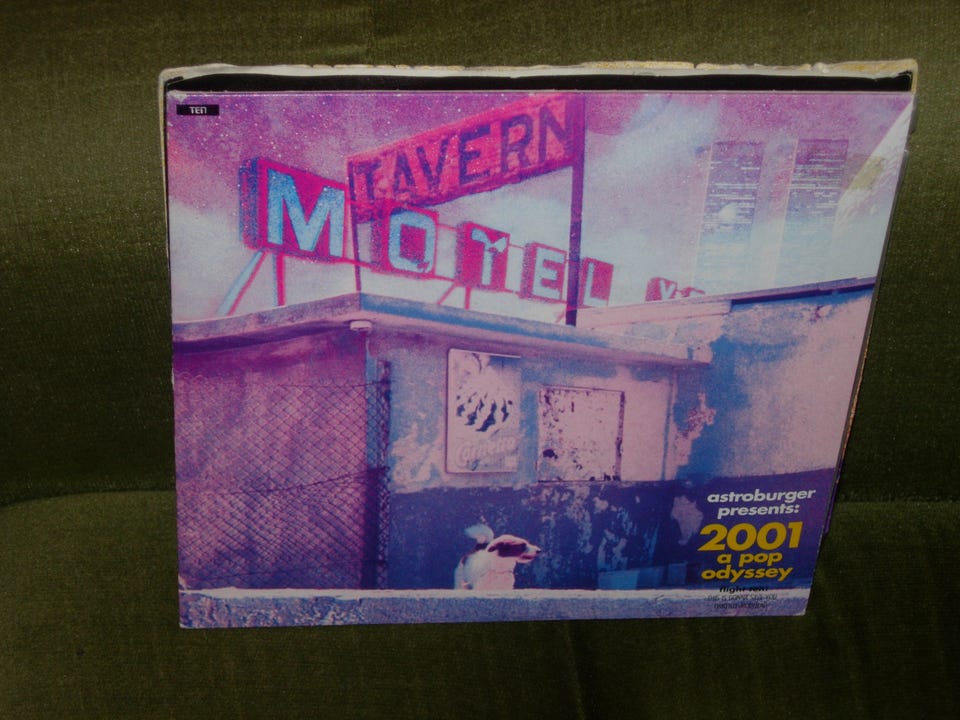 TEN
TAVERN
MOTEL
astroburger
presents:
2001
a pop
odyssey
flight ten: